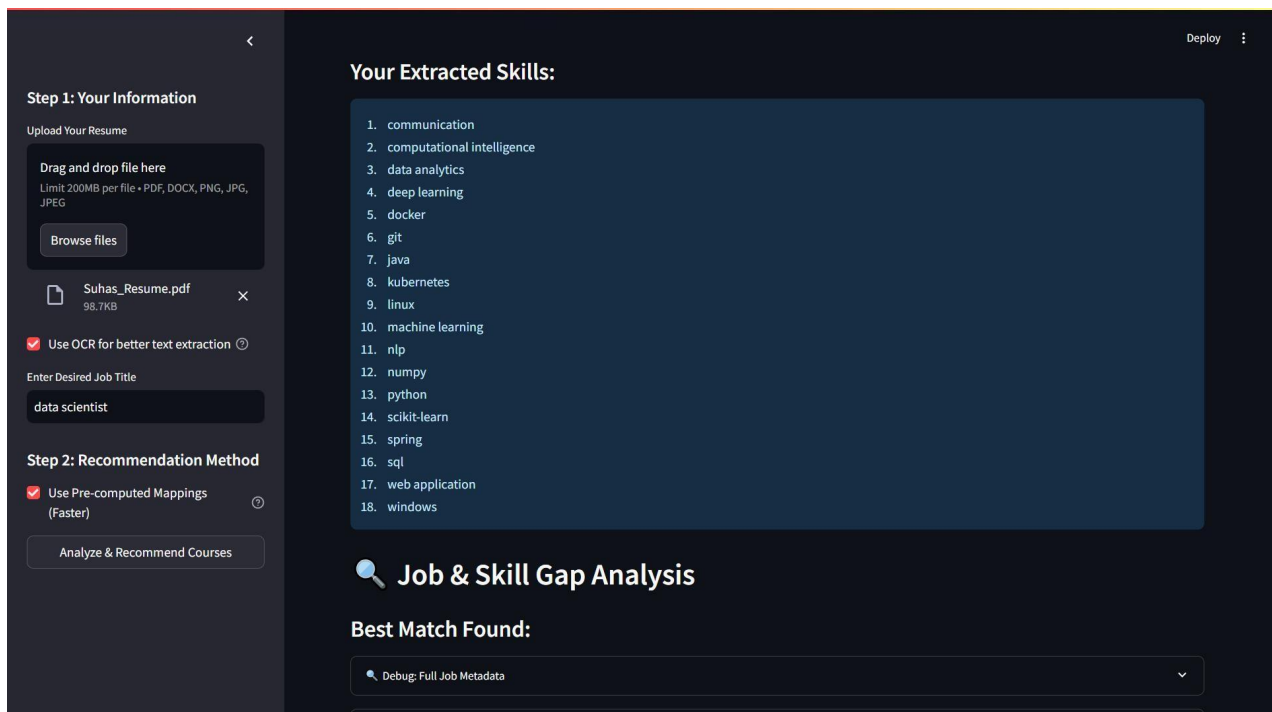 Deploy
Step 1: Your Information
Upload Your Resume
Drag and drop file here
Limit 200MB per file • PDF, DOCX, PNG, JPG,
JPEG
Browse files
Suhas_Resume.pdf
98.7KB
Use OCR for better text extraction
Enter Desired Job Title
data scientist
Step 2: Recommendation Method
Use Pre-computed Mappings
(Faster)
Analyze & Recommend Courses
Your Extracted Skills:
1. communication
2. computational intelligence
3. data analytics
4. deep learning
5. docker
6. git
7. java
8. kubernetes
9. linux
10. machine learning
11. nlp
12. numpy
13. python
14. scikit-learn
15. spring
16. sql
17. web application
18. windows
Job & Skill Gap Analysis
Best Match Found:
Debug: Full Job Metadata